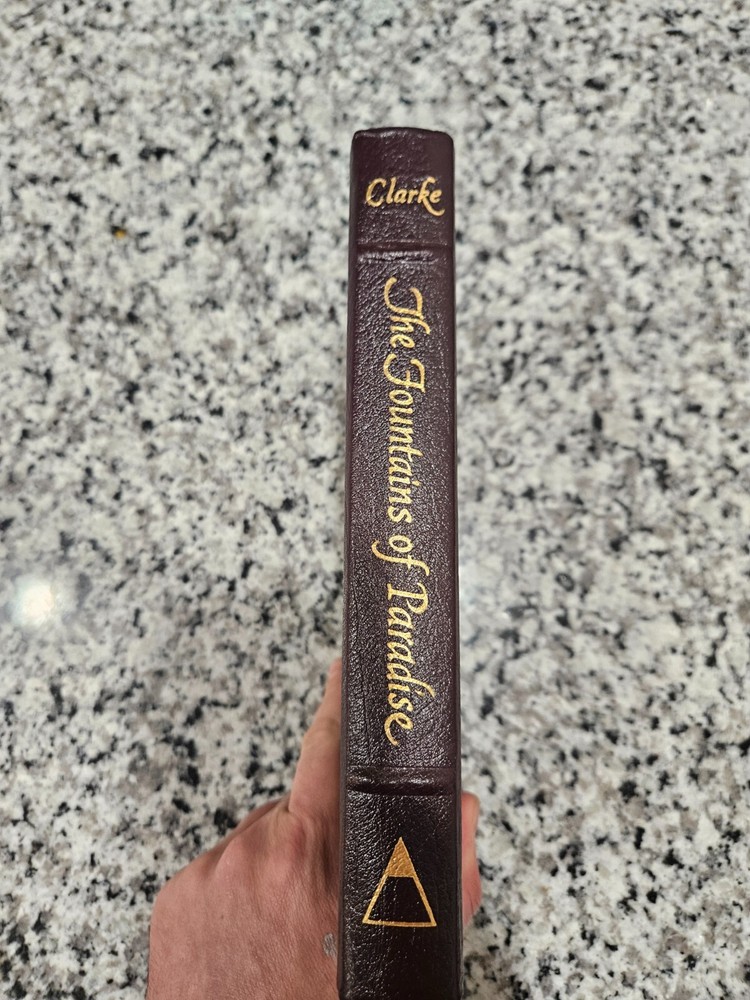 Clarke
The Fountains of Paradise